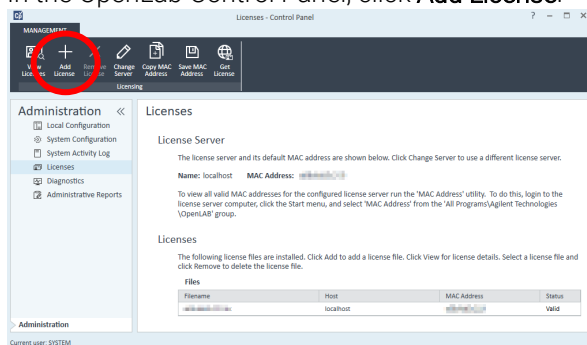 In the OpenLab Control Panel, click Add License.
Licenses - Control Panel
MANAGEMENT
View Licenses
Add License
Remove License
Change Server
Copy MAC Address
Save MAC Address
Get License
Licensing
Administration
Local Configuration
System Configuration
System Activity Log
Licenses
Diagnostics
Administrative Reports
Licenses
License Server
The license server and its default MAC address are shown below. Click Change Server to use a different license server.
Name: localhost MAC Address:
To view all valid MAC addresses for the configured license server run the 'MAC Address' utility. To do this, login to the
license server computer, click the Start menu, and select 'MAC Address' from the 'All Programs\Agilent Technologies
\OpenLAB' group.
Licenses
The following license files are installed. Click Add to add a license file. Click View for license details. Select a license file and
click Remove to delete the license file.
Files
Filename Host MAC Address Status
localhost Valid
Administration
Current user: SYSTEM